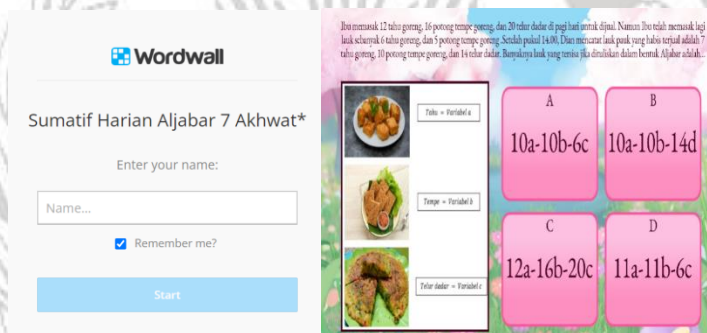 Wordwall
Sumatif Harian Aljabar 7 Akhwat*
Enter your name:
Name...
Remember me?
Start
Ibu memasak 12 tahu goreng, 16 potong tempe goreng, dan 20 telur dadar di pagi hari untuk dijual. Namun Ibu telah memasak lagi
lauk sebanyak 6 tahu goreng, dan 5 potong tempe goreng. Setelah pukul 14.00, Dian mencatat lauk pauk yang habis terjual adalah 7
tahu goreng, 10 potong tempe goreng, dan 14 telur dadar. Banyaknya lauk yang tersisa jika dituliskan dalam bentuk Aljabar adalah...
Tahu = Variabel a
Tempe = Variabel b
Telur dadar = Variabel c
A
10a-10b-6c
B
10a-10b-14d
C
12a-16b-20c
D
11a-11b-6c